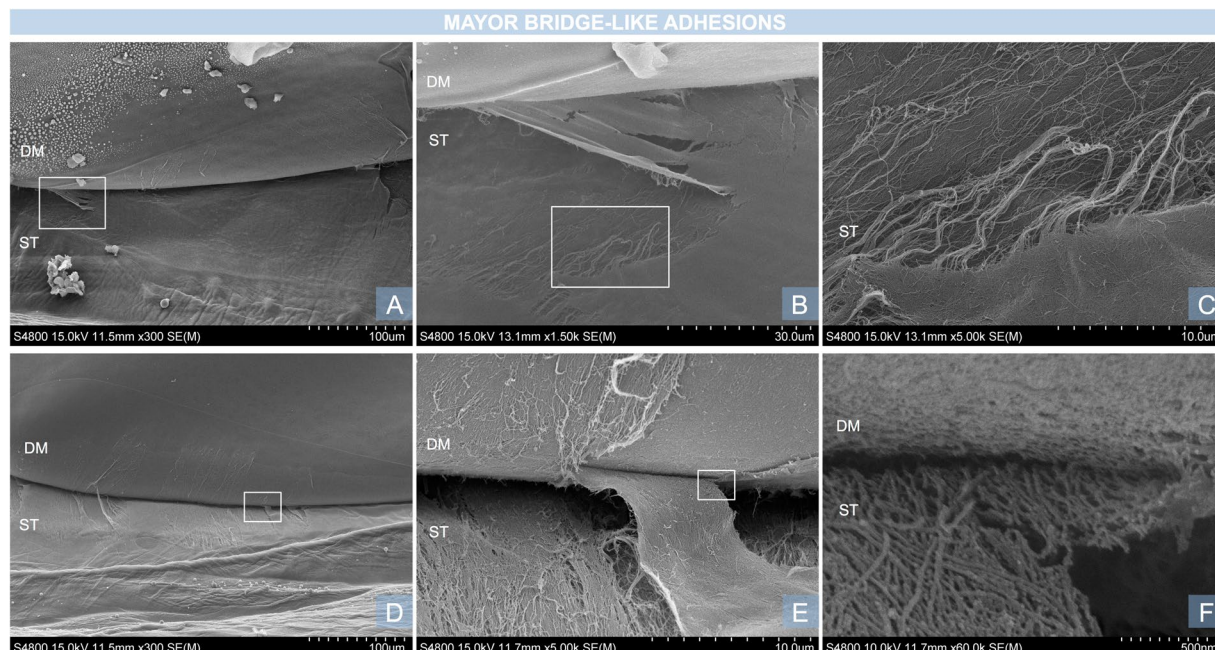 MAYOR BRIDGE-LIKE ADHESIONS
DM
ST
A
S4800 15.0kV 11.5mm x300 SE(M)
100um
DM
ST
B
S4800 15.0kV 13.1mm x1.50k SE(M)
30.0um
ST
C
S4800 15.0kV 13.1mm x5.00k SE(M)
10.0um
DM
ST
D
S4800 15.0kV 11.5mm x300 SE(M)
100um
DM
ST
E
S4800 15.0kV 11.7mm x5.00k SE(M)
10.0um
DM
ST
F
S4800 10.0kV 11.7mm x60.0k SE(M)
500nm